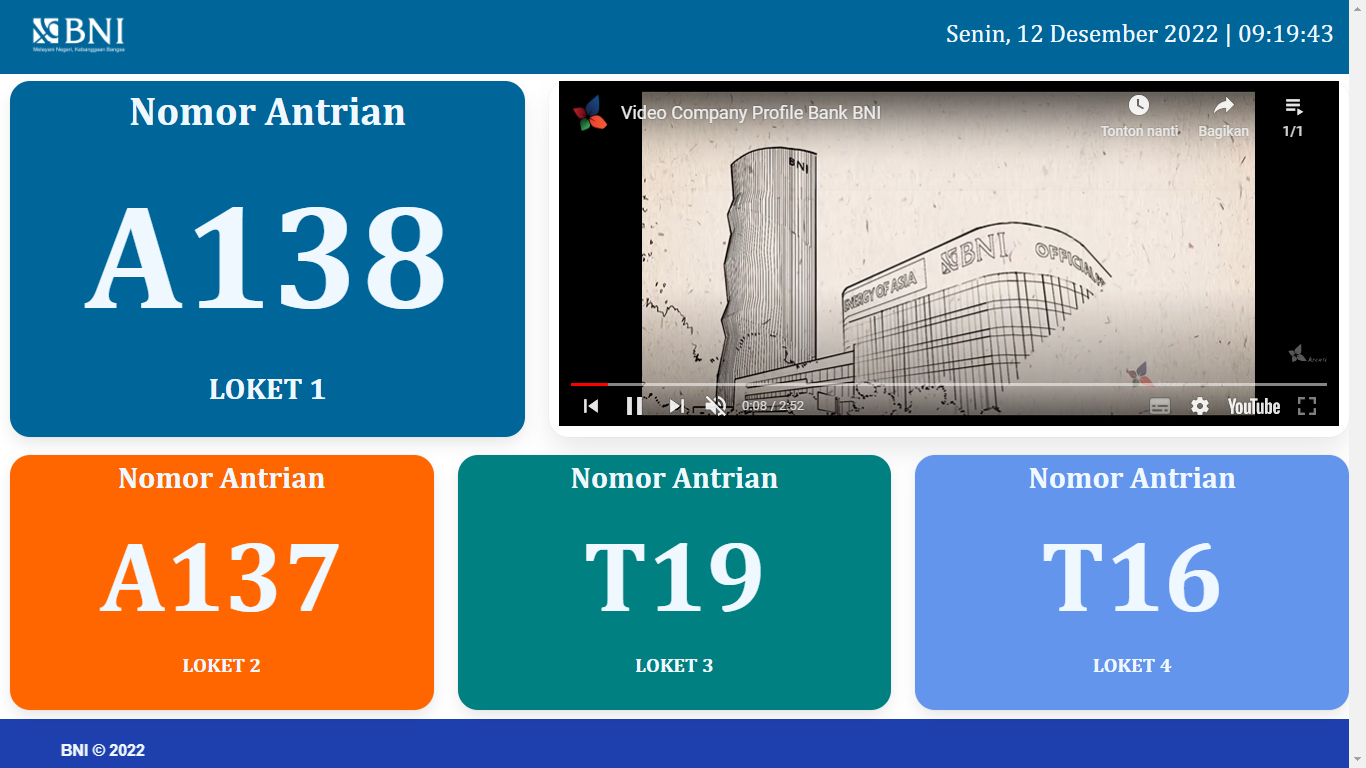 BNI
Melayani Negeri, Kebanggaan Bangsa
Senin, 12 Desember 2022 | 09:19:43
Nomor Antrian
A138
LOKET 1
Video Company Profile Bank BNI
Tonton nanti
Bagikan
1/1
BNI
ENERGY OF ASIA
BNI
OFFICIAL
0:08 / 2:52
YouTube
Nomor Antrian
A137
LOKET 2
Nomor Antrian
T19
LOKET 3
Nomor Antrian
T16
LOKET 4
BNI © 2022